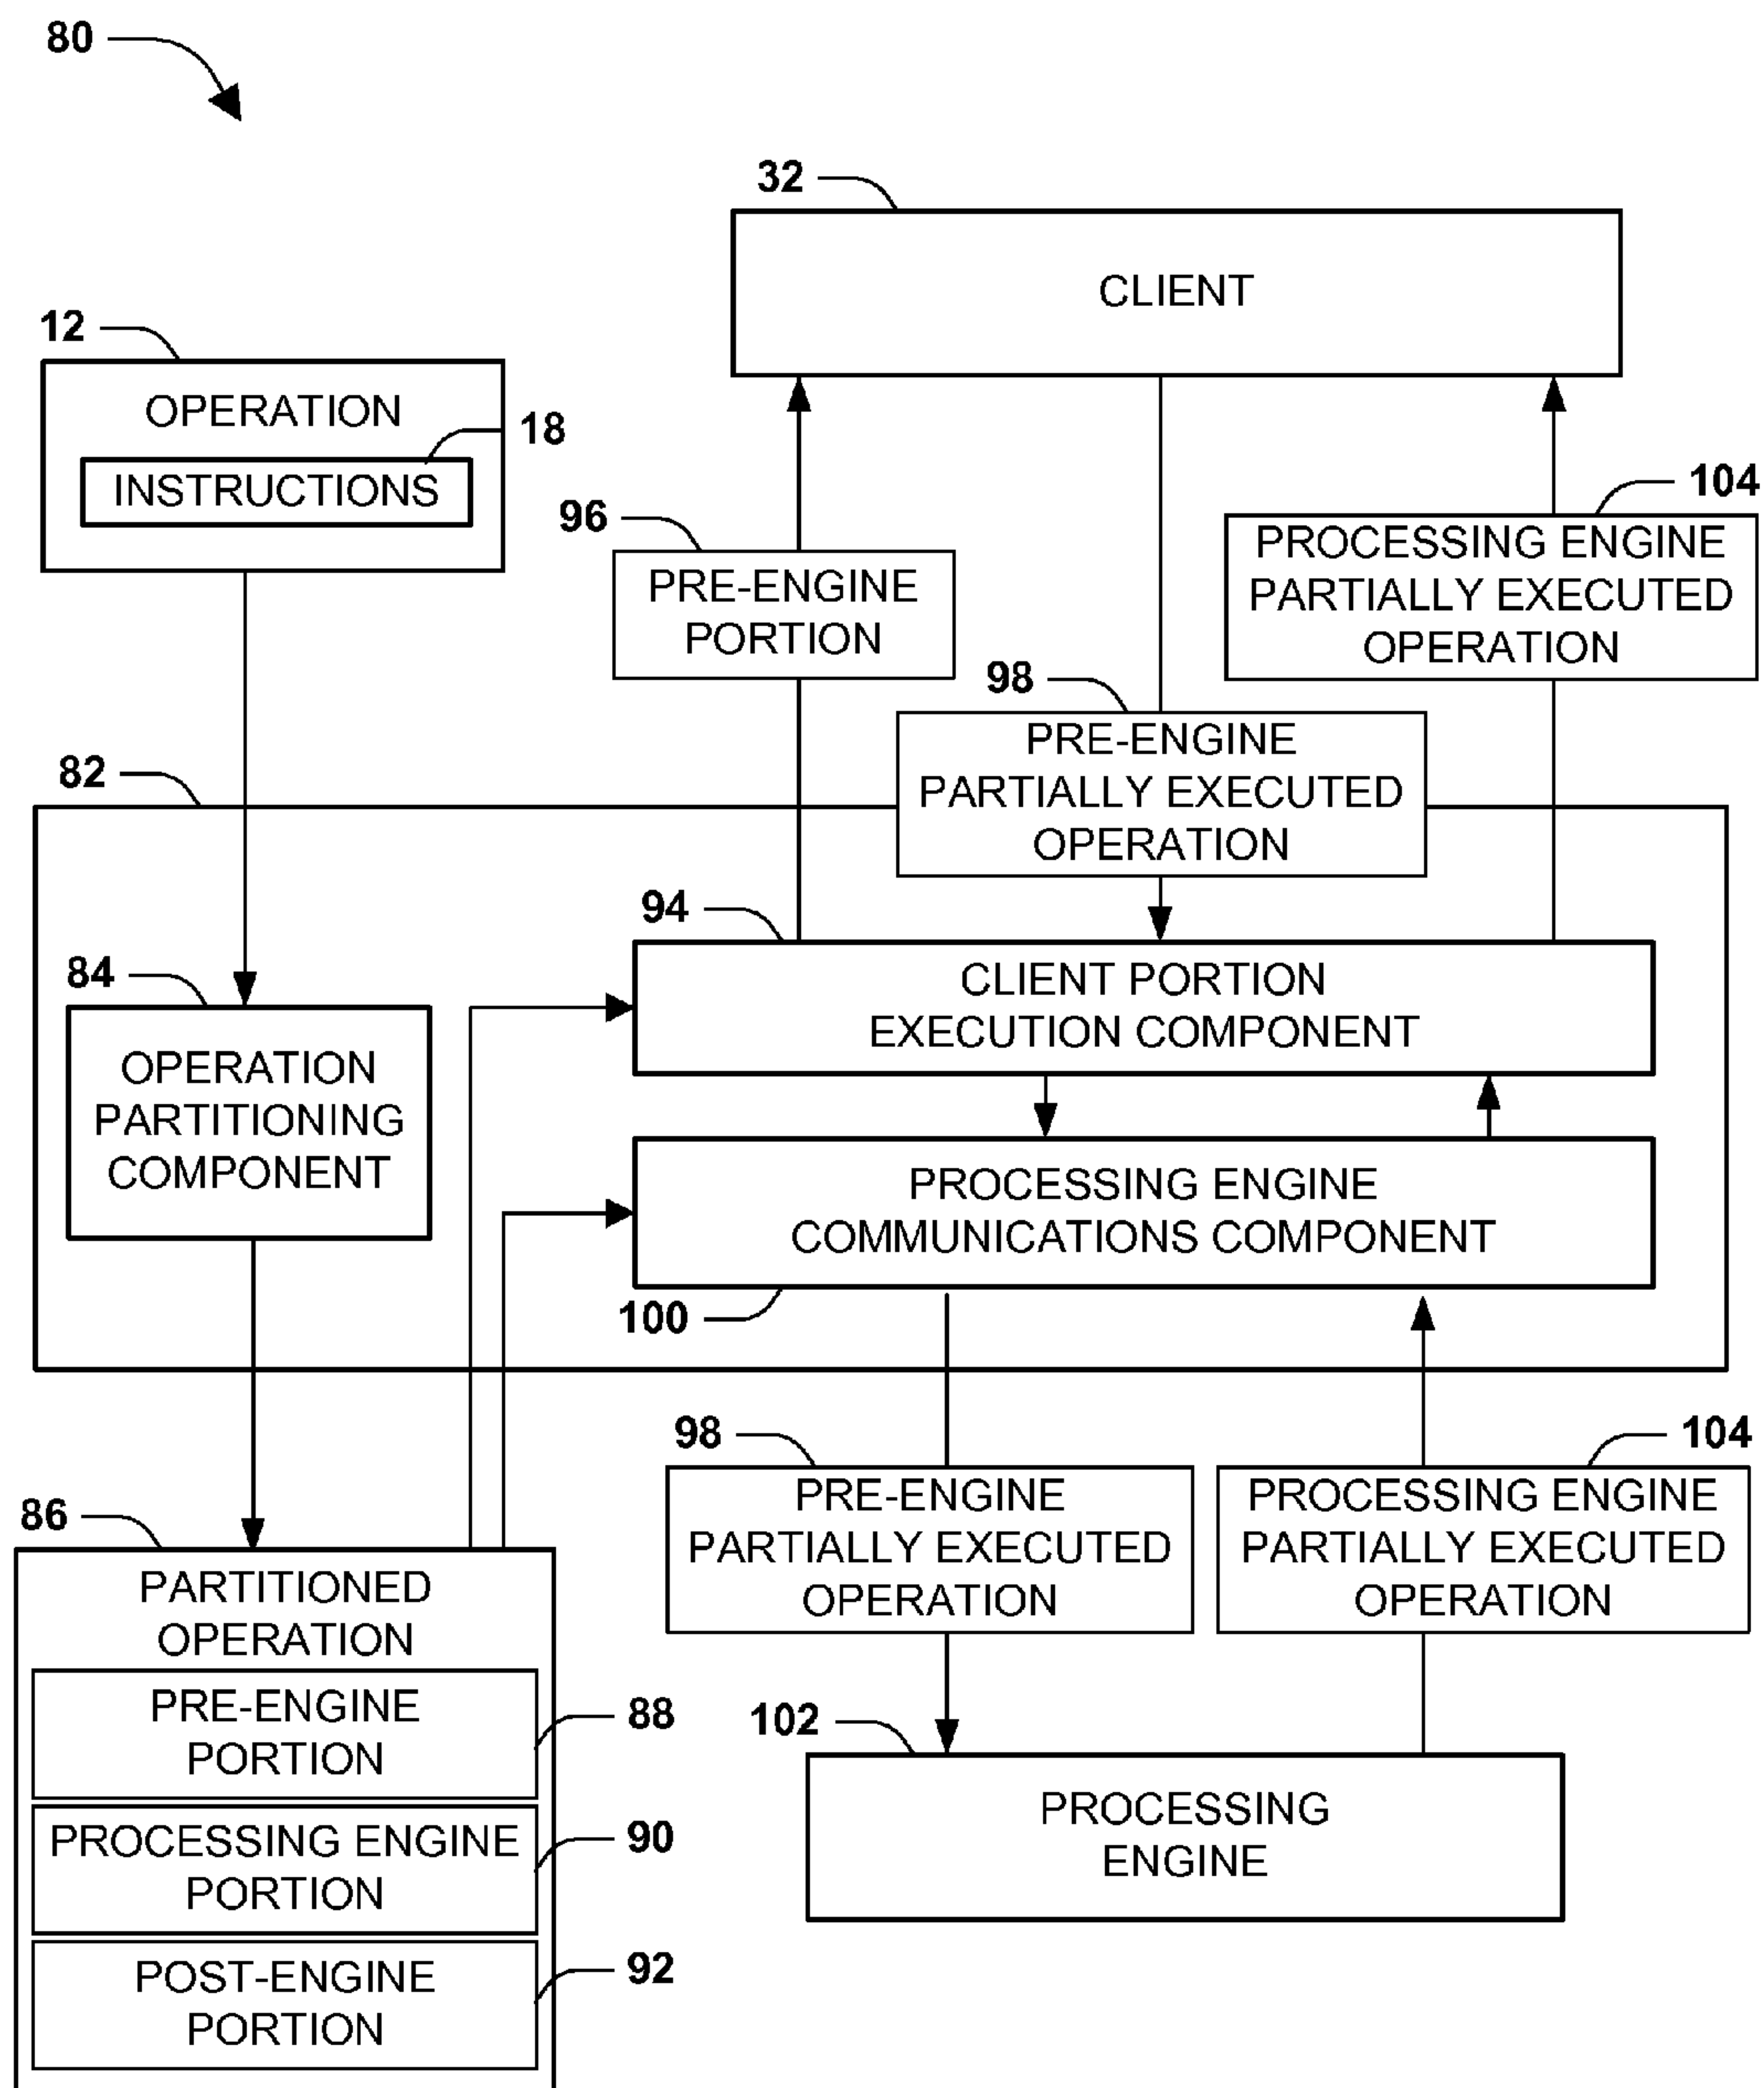 80
32
CLIENT
12
OPERATION
18
INSTRUCTIONS
96
PRE-ENGINE
PORTION
104
PROCESSING ENGINE
PARTIALLY EXECUTED
OPERATION
98
PRE-ENGINE
PARTIALLY EXECUTED
OPERATION
82
94
CLIENT PORTION
EXECUTION COMPONENT
84
OPERATION
PARTITIONING
COMPONENT
PROCESSING ENGINE
COMMUNICATIONS COMPONENT
100
98
PRE-ENGINE
PARTIALLY EXECUTED
OPERATION
104
PROCESSING ENGINE
PARTIALLY EXECUTED
OPERATION
86
PARTITIONED
OPERATION
PRE-ENGINE
PORTION
88
PROCESSING ENGINE
PORTION
90
POST-ENGINE
PORTION
92
102
PROCESSING
ENGINE